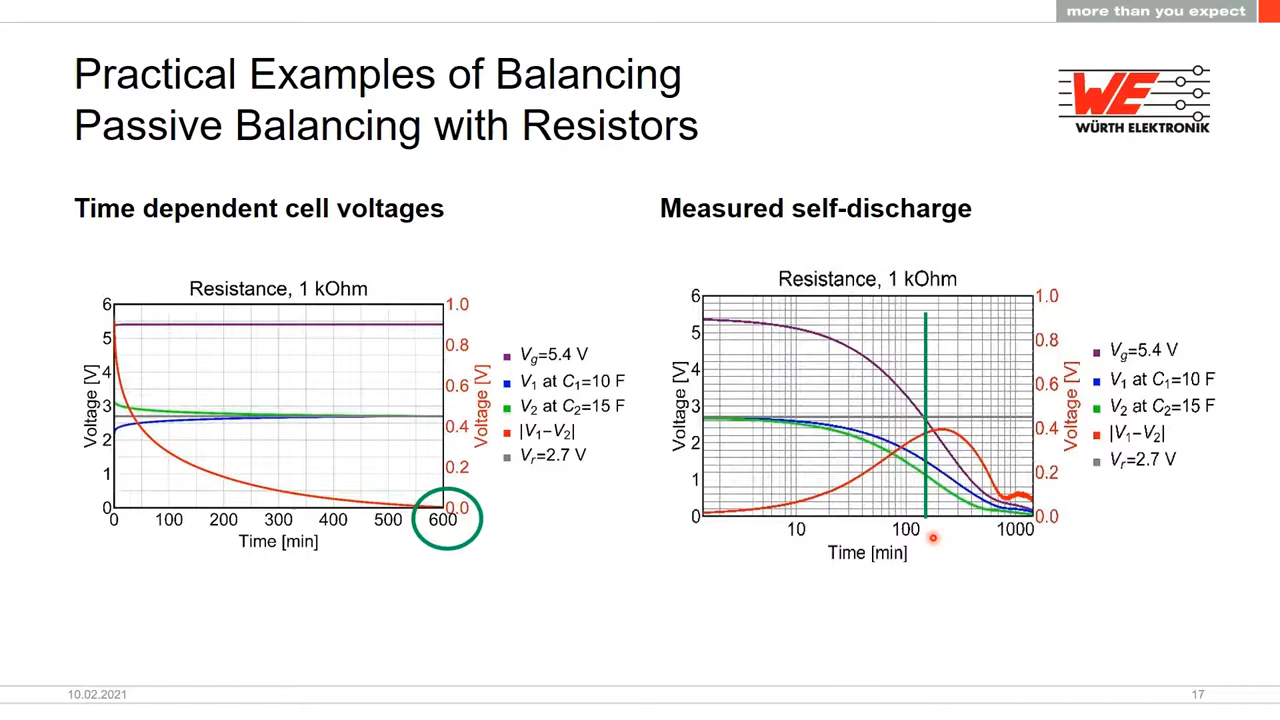 more than you expect
Practical Examples of Balancing
Passive Balancing with Resistors
WE
WÜRTH ELEKTRONIK
Time dependent cell voltages
Resistance, 1 kOhm
6
5
4
3
2
1
0
Voltage [V]
1.0
0.8
0.6
0.4
0.2
0.0
Voltage [V]
0 100 200 300 400 500 600
Time [min]
Vg=5.4 V
V1 at C1=10 F
V2 at C2=15 F
|V1−V2|
Vr=2.7 V
Measured self-discharge
Resistance, 1 kOhm
6
5
4
3
2
1
0
Voltage [V]
1.0
0.8
0.6
0.4
0.2
0.0
Voltage [V]
10 100 1000
Time [min]
Vg=5.4 V
V1 at C1=10 F
V2 at C2=15 F
|V1−V2|
Vr=2.7 V
10.02.2021
17